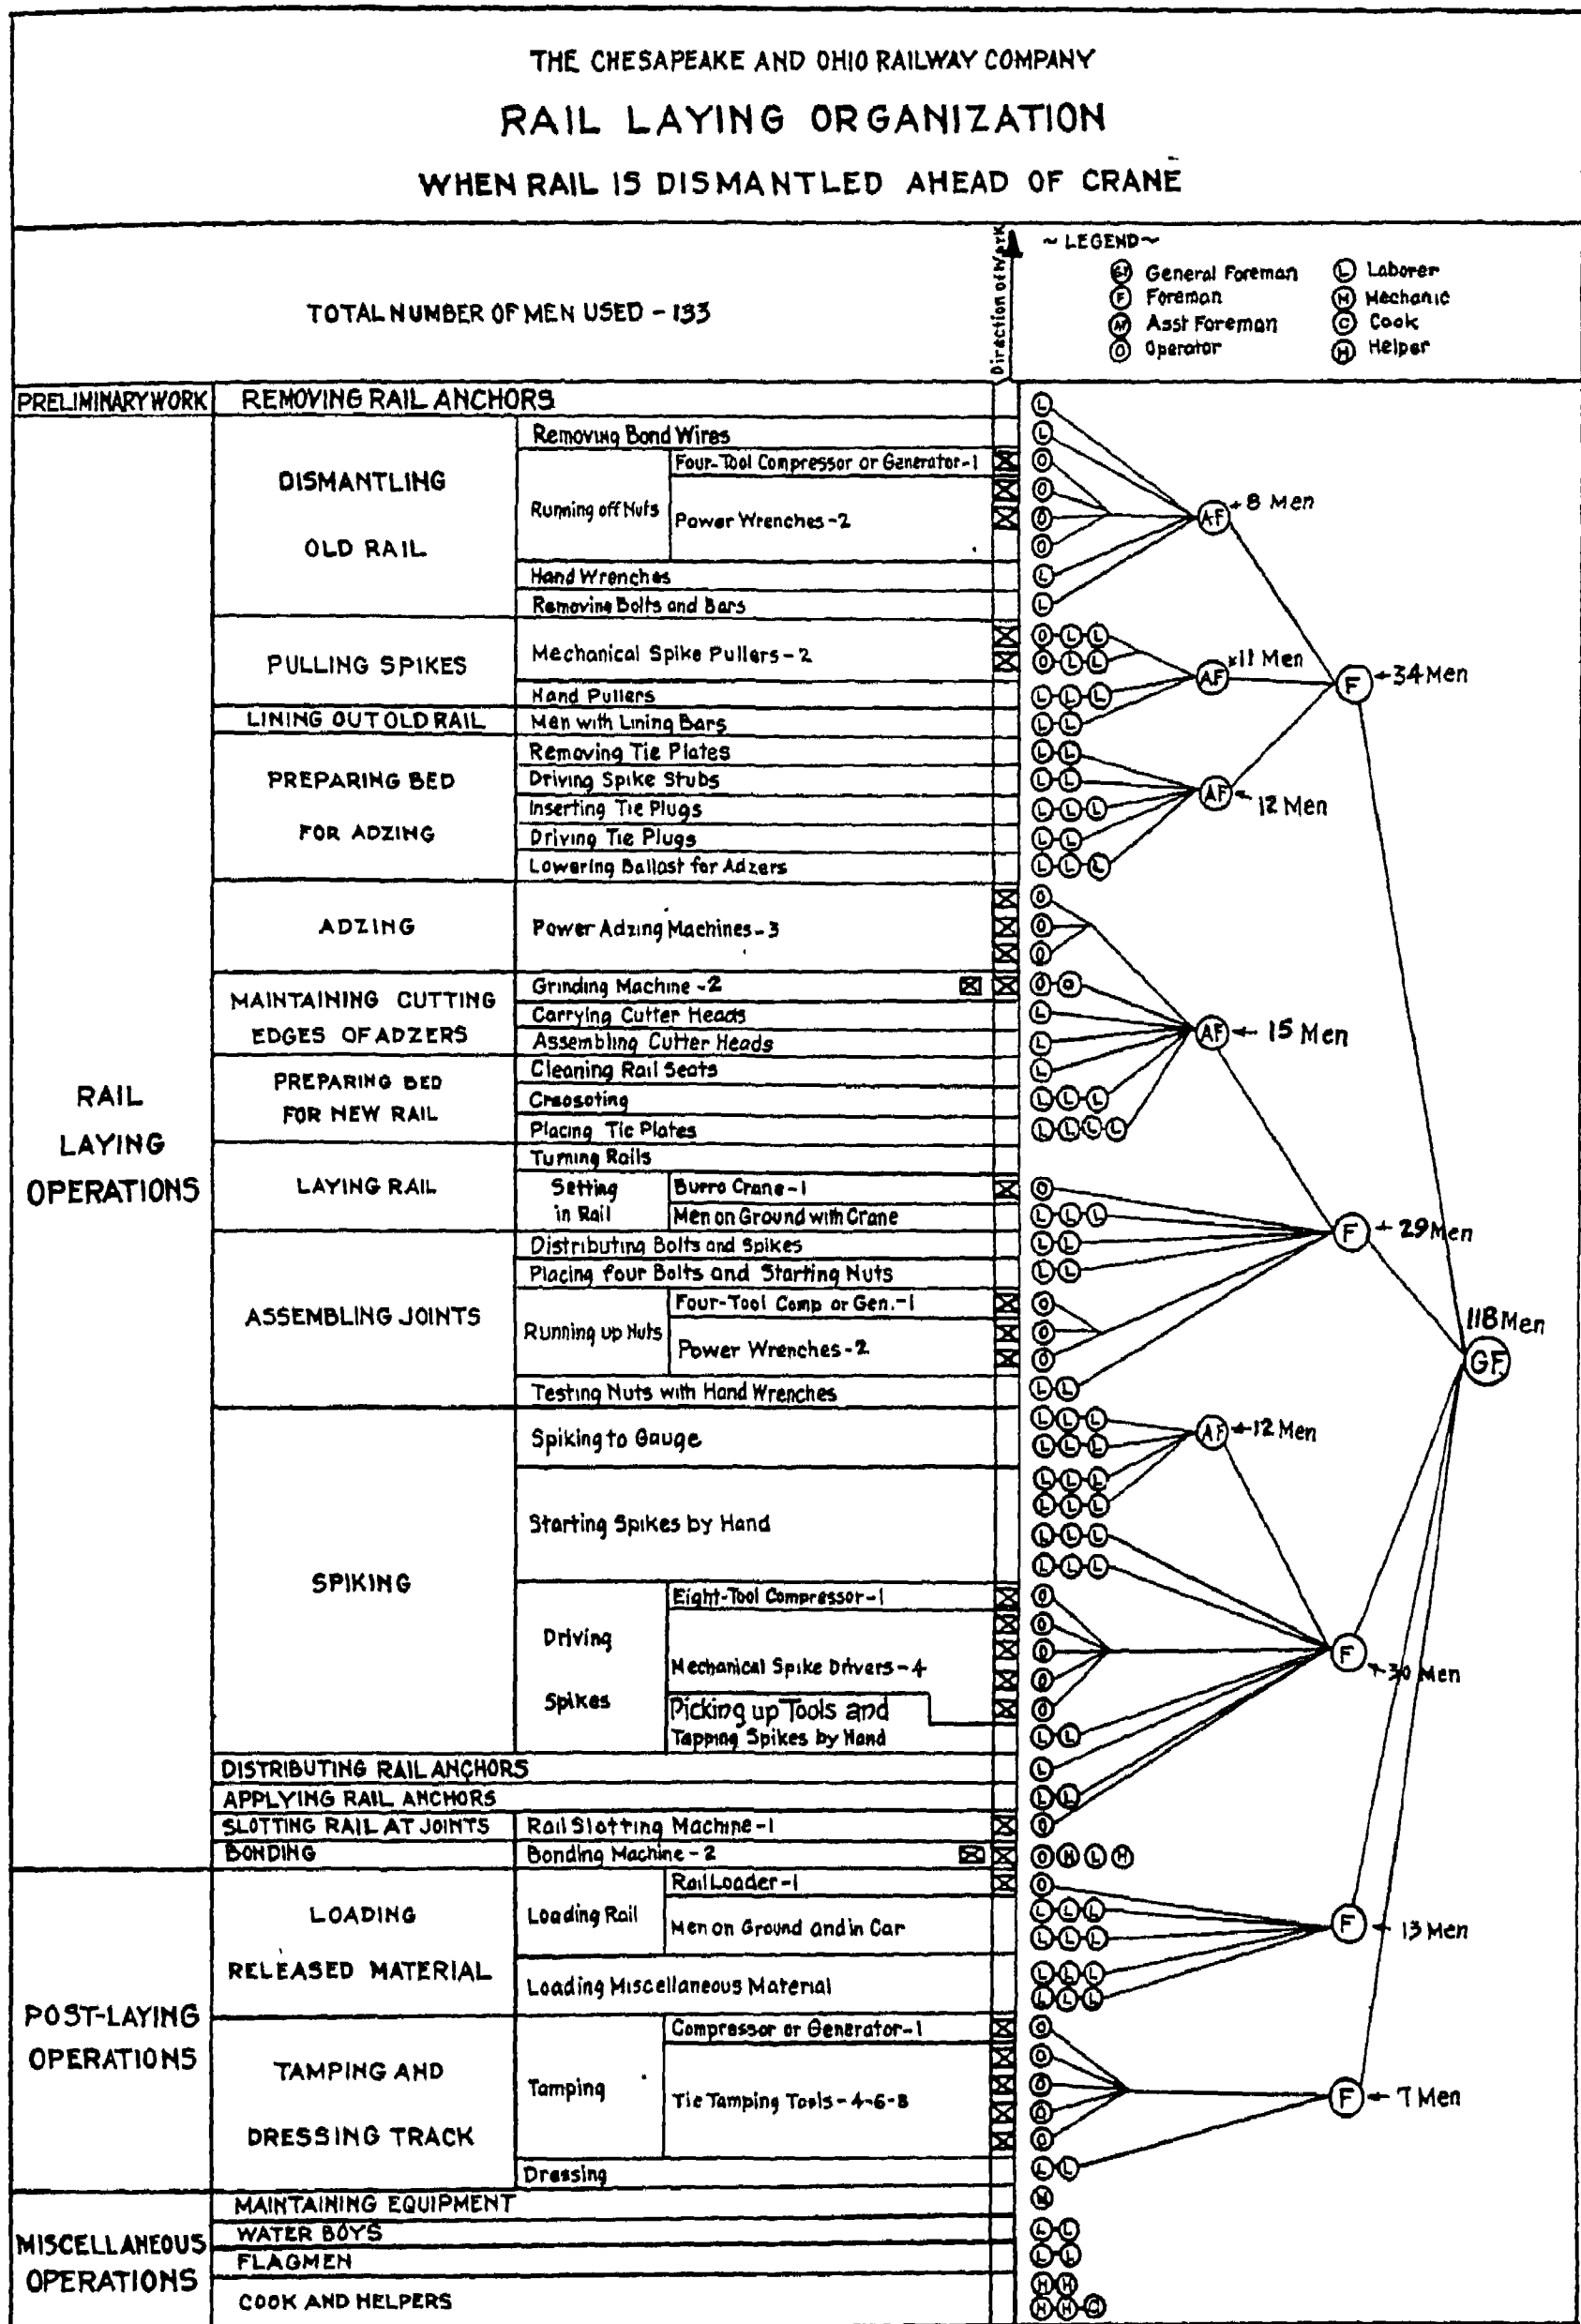 THE CHESAPEAKE AND OHIO RAILWAY COMPANY
RAIL LAYING ORGANIZATION
WHEN RAIL IS DISMANTLED AHEAD OF CRANE
TOTAL NUMBER OF MEN USED - 133
Direction of Work
~ LEGEND ~
GF General Foreman
F Foreman
AF Asst Foreman
O Operator
L Laborer
M Mechanic
C Cook
H Helper
PRELIMINARY WORK
REMOVING RAIL ANCHORS
L
RAIL
LAYING
OPERATIONS
DISMANTLING
OLD RAIL
Removing Bond Wires
L
Running off Nuts
Four-Tool Compressor or Generator-1
O
Power Wrenches-2
O
O
O
Hand Wrenches
L
Removing Bolts and Bars
L
AF 8 Men
PULLING SPIKES
Mechanical Spike Pullers-2
O L L
O L L
Hand Pullers
L L L
LINING OUT OLD RAIL
Men with Lining Bars
L L
AF 11 Men
F 34 Men
PREPARING BED
FOR ADZING
Removing Tie Plates
L L
Driving Spike Stubs
L L
Inserting Tie Plugs
L L L
Driving Tie Plugs
L L
Lowering Ballast for Adzers
L L L
AF 12 Men
ADZING
Power Adzing Machines-3
O
O
O
MAINTAINING CUTTING
EDGES OF ADZERS
Grinding Machine -2
O O
Carrying Cutter Heads
L
Assembling Cutter Heads
L
AF 15 Men
PREPARING BED
FOR NEW RAIL
Cleaning Rail Seats
L
Creosoting
L L L
Placing Tie Plates
L L L L
LAYING RAIL
Turning Rails
Setting
in Rail
Burro Crane-1
O
Men on Ground with Crane
L L L
F 29 Men
ASSEMBLING JOINTS
Distributing Bolts and Spikes
L L
Placing four Bolts and Starting Nuts
L L
Running up Nuts
Four-Tool Comp or Gen.-1
O
Power Wrenches-2
O
O
Testing Nuts with Hand Wrenches
L L
118 Men
GF.
SPIKING
Spiking to Gauge
L L L
L L L
AF 12 Men
Starting Spikes by Hand
L L L
L L L
L L L
L L L
Driving
Spikes
Eight-Tool Compressor-1
O
Mechanical Spike Drivers-4
O
O
O
O
Picking up Tools and
Tapping Spikes by Hand
L L
F 30 Men
DISTRIBUTING RAIL ANCHORS
L
APPLYING RAIL ANCHORS
L L
SLOTTING RAIL AT JOINTS
Rail Slotting Machine-1
O
BONDING
Bonding Machine-2
O H L H
POST-LAYING
OPERATIONS
LOADING
RELEASED MATERIAL
Loading Rail
Rail Loader-1
O
Men on Ground and in Car
L L L
L L L
Loading Miscellaneous Material
L L L
L L L
F 13 Men
TAMPING AND
DRESSING TRACK
Tamping
Compressor or Generator-1
O
Tie Tamping Tools-4-6-8
O
O
O
O
Dressing
L L
F 7 Men
MISCELLANEOUS
OPERATIONS
MAINTAINING EQUIPMENT
M
WATER BOYS
L L
FLAGMEN
L L
COOK AND HELPERS
H H
H H C